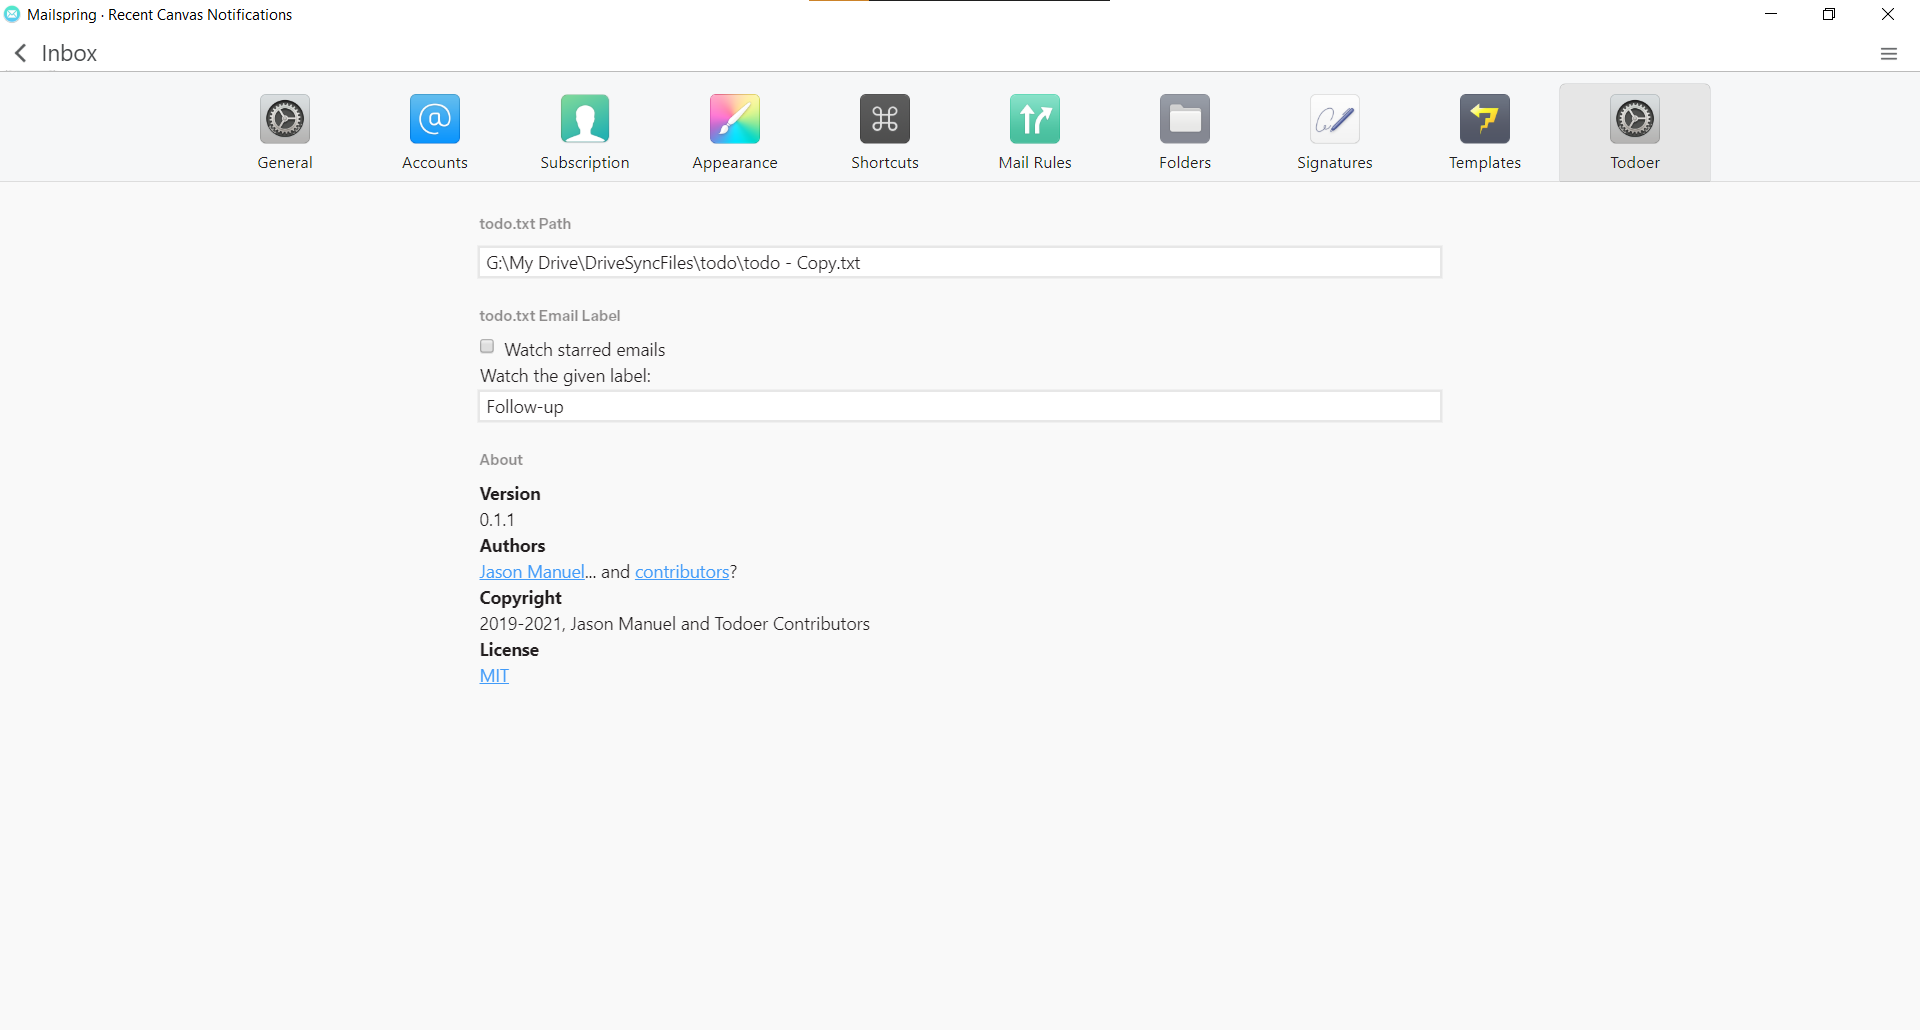 Mailspring · Recent Canvas Notifications
Inbox
General Accounts Subscription Appearance Shortcuts Mail Rules Folders Signatures Templates Todoer
todo.txt Path
G:\My Drive\DriveSyncFiles\todo\todo - Copy.txt
todo.txt Email Label
Watch starred emails
Watch the given label:
Follow-up
About
Version
0.1.1
Authors
Jason Manuel... and contributors?
Copyright
2019-2021, Jason Manuel and Todoer Contributors
License
MIT